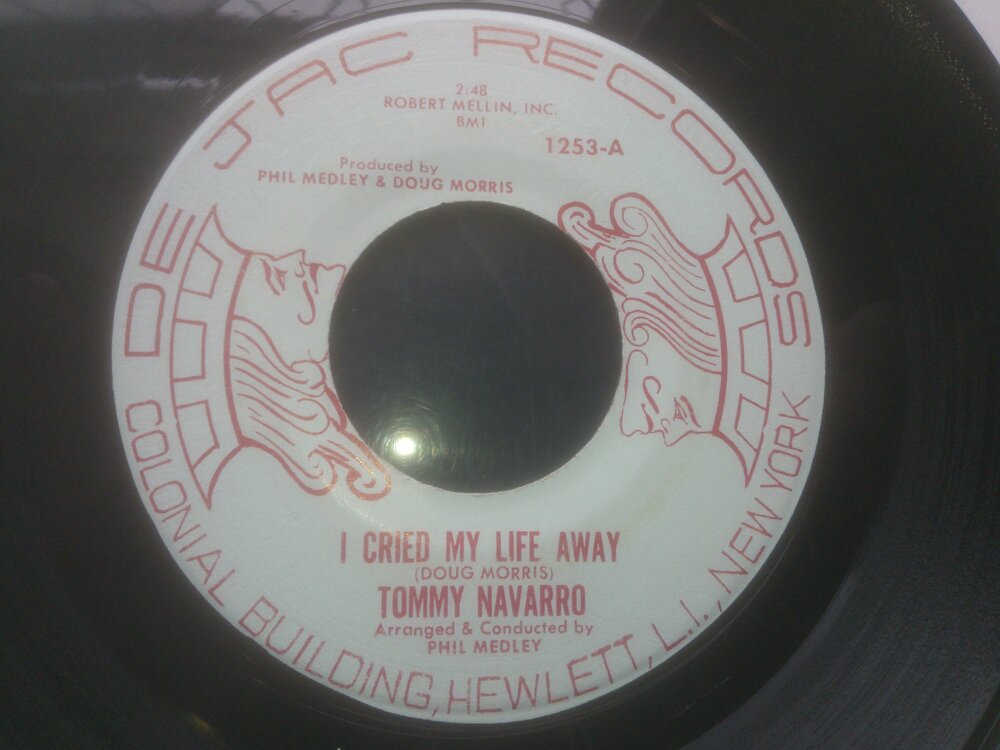 DE JAC RECORDS
2:48
ROBERT MELLIN, INC.
BMI
1253-A
Produced by
PHIL MEDLEY & DOUG MORRIS
I CRIED MY LIFE AWAY
(DOUG MORRIS)
TOMMY NAVARRO
Arranged & Conducted by
PHIL MEDLEY
COLONIAL BUILDING, HEWLETT, L.I., NEW YORK